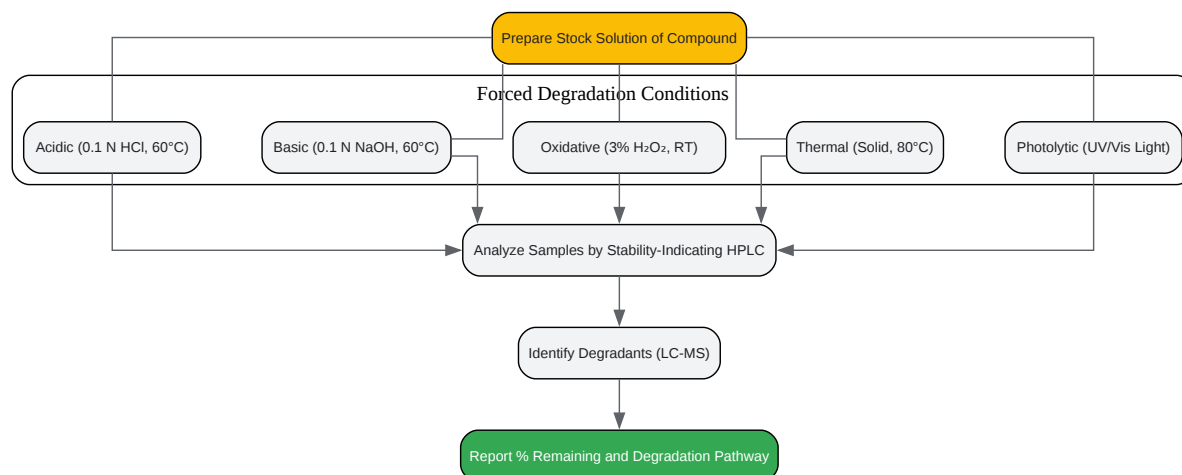 Prepare Stock Solution of Compound
Forced Degradation Conditions
Acidic (0.1 N HCl, 60°C)
Basic (0.1 N NaOH, 60°C)
Oxidative (3% H₂O₂, RT)
Thermal (Solid, 80°C)
Photolytic (UV/Vis Light)
Analyze Samples by Stability-Indicating HPLC
Identify Degradants (LC-MS)
Report % Remaining and Degradation Pathway